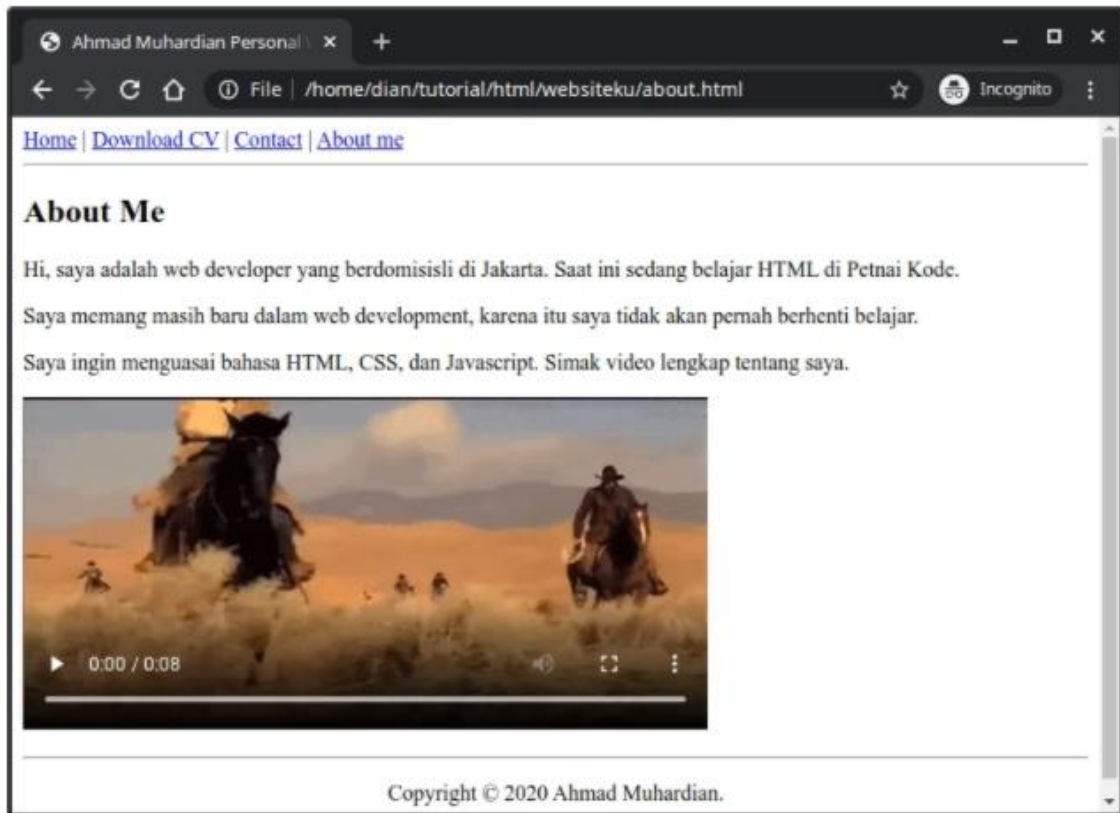 Ahmad Muhardian Personal
File | /home/dian/tutorial/html/websiteku/about.html
Incognito
Home | Download CV | Contact | About me
About Me
Hi, saya adalah web developer yang berdomisisli di Jakarta. Saat ini sedang belajar HTML di Petnai Kode.
Saya memang masih baru dalam web development, karena itu saya tidak akan pernah berhenti belajar.
Saya ingin menguasai bahasa HTML, CSS, dan Javascript. Simak video lengkap tentang saya.
0:00 / 0:08
Copyright © 2020 Ahmad Muhardian.